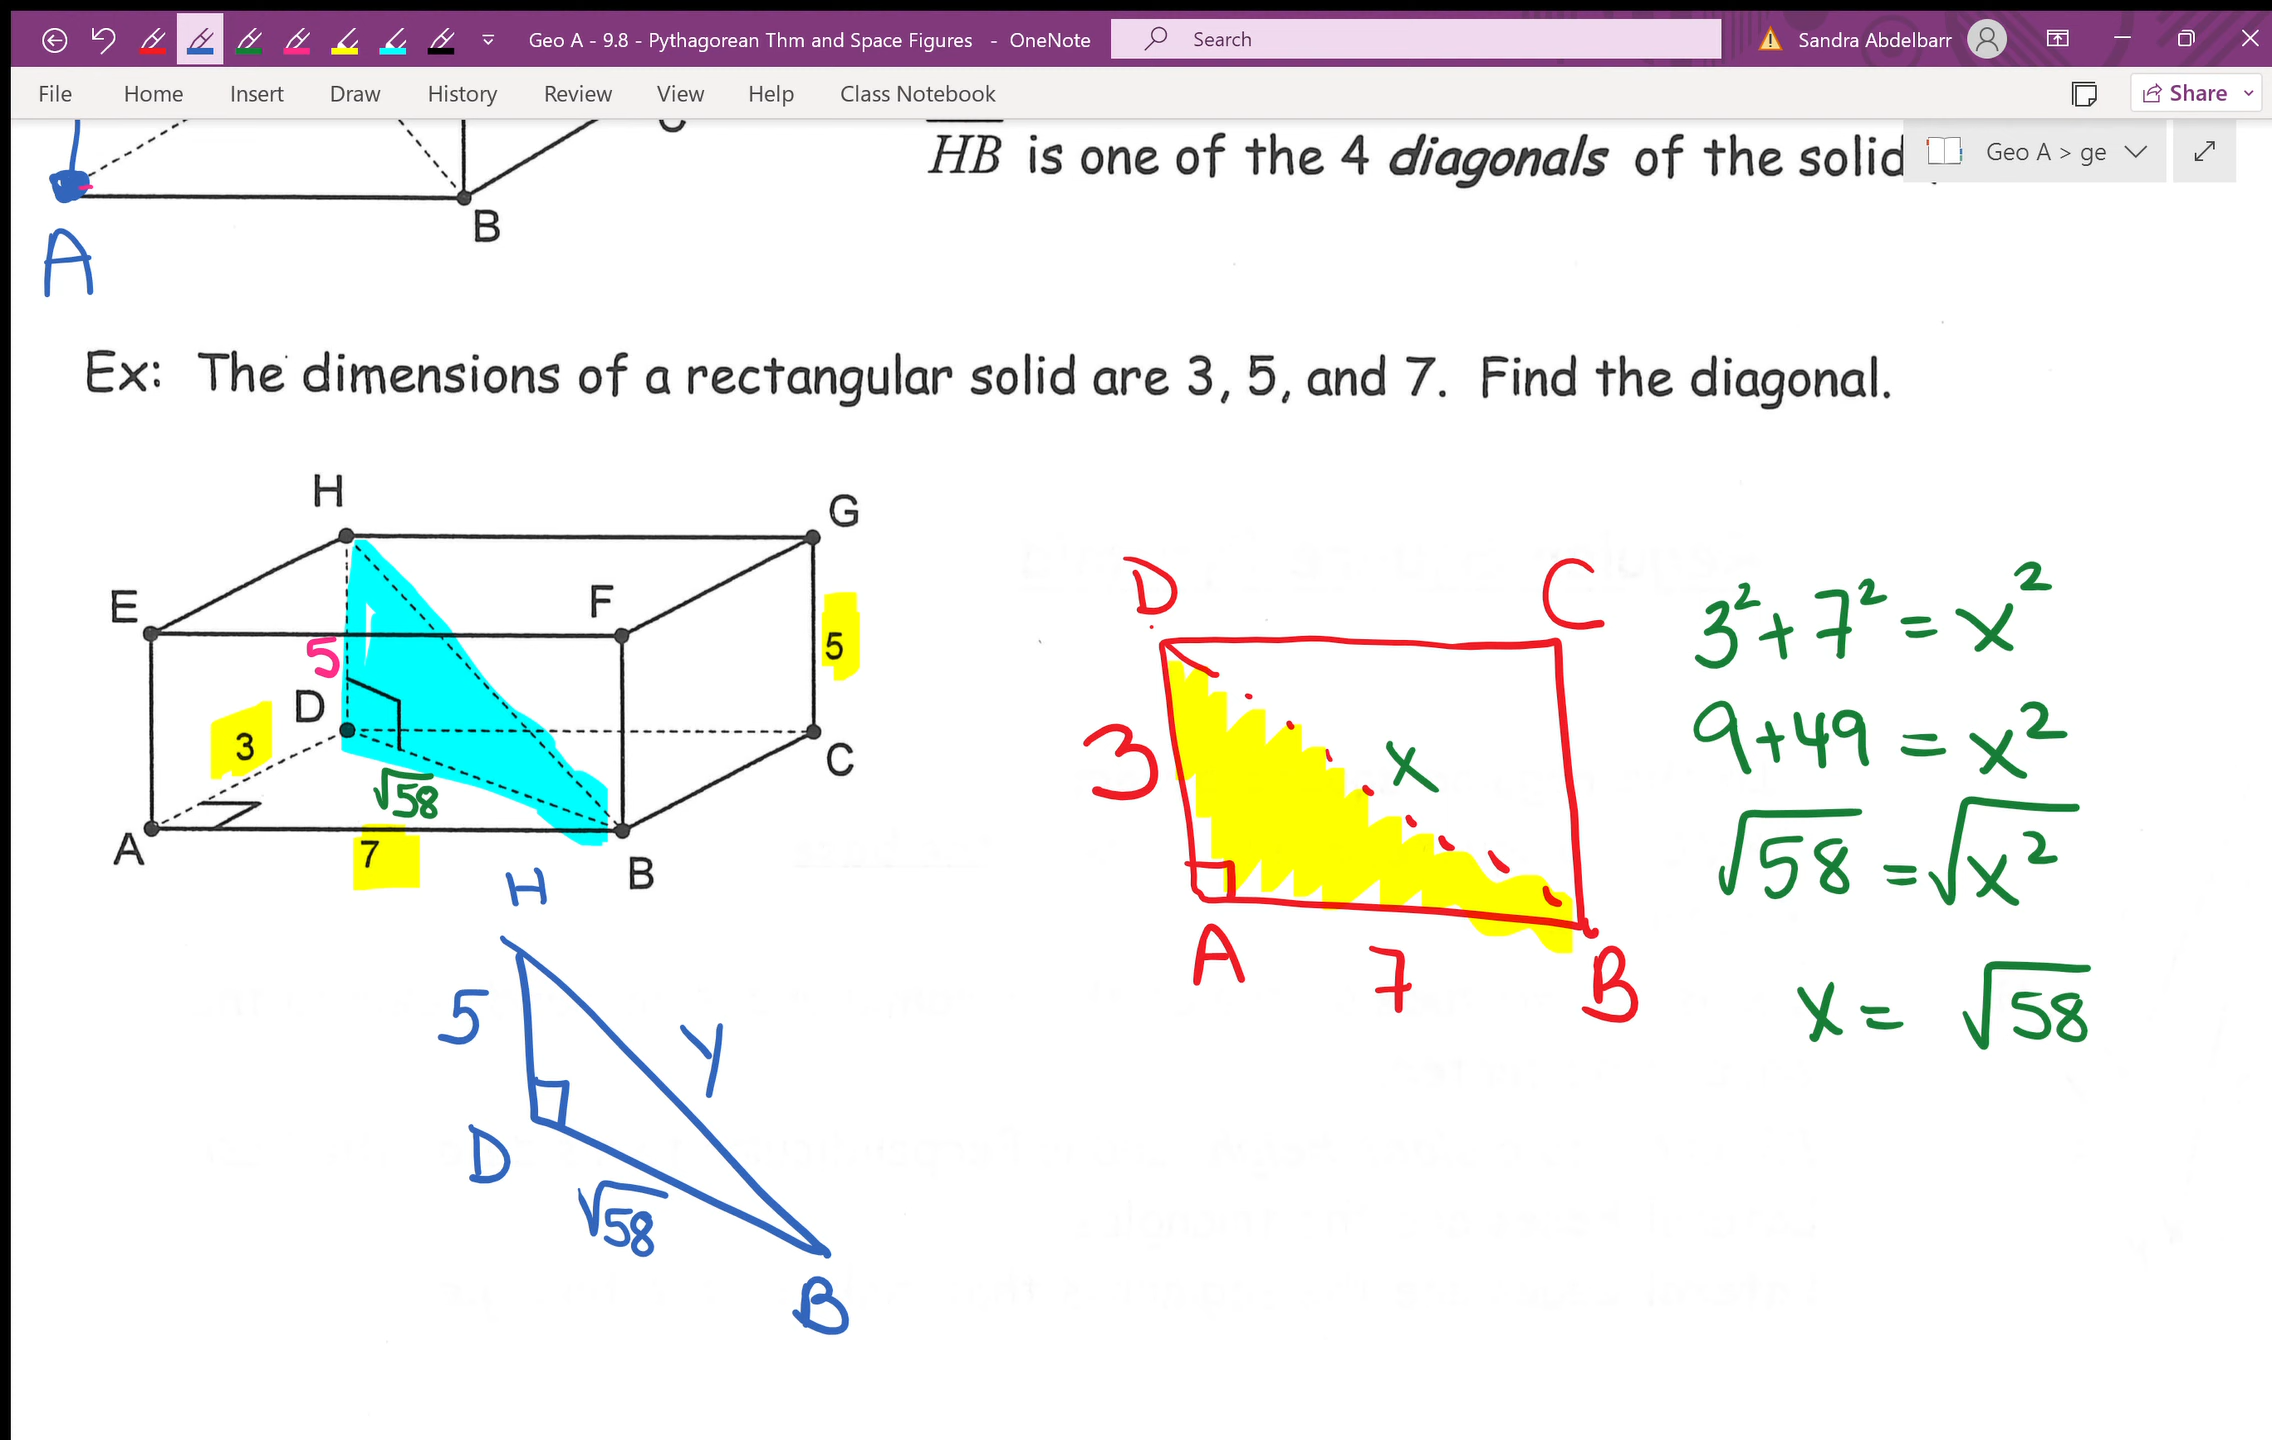 Geo A - 9.8 - Pythagorean Thm and Space Figures - OneNote
Search
Sandra Abdelbarr
File Home Insert Draw History Review View Help Class Notebook
Share
HB is one of the 4 diagonals of the solid
Geo A > ge
B
A
Ex: The dimensions of a rectangular solid are 3, 5, and 7. Find the diagonal.
H
G
E
F
5
5
D
3
C
√58
A
7
B
D
C
3
x
A
7
B
3² + 7² = x²
9 + 49 = x²
√58 = √x²
x = √58
H
5
y
D
√58
B